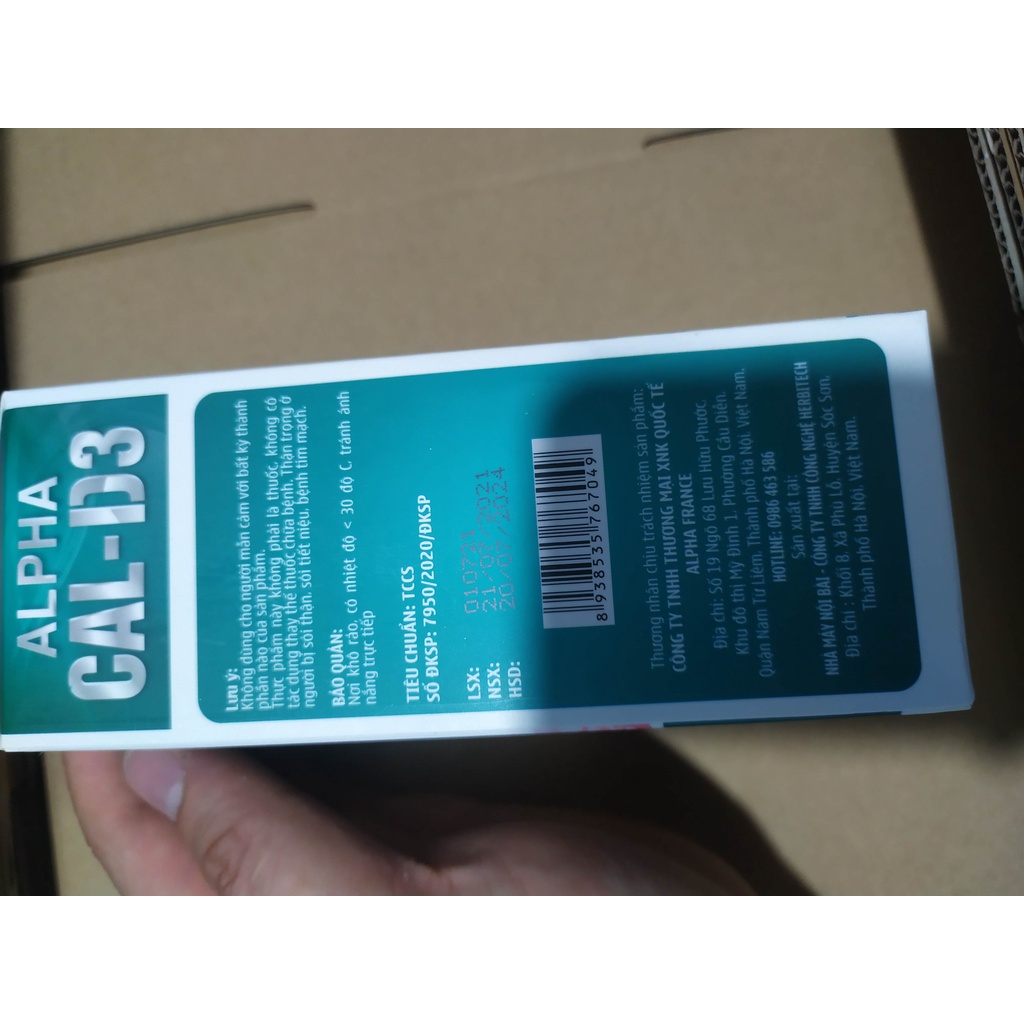 ALPHA
CAL-D3
Lưu ý:
Không dùng cho người mẫn cảm với bất kỳ thành
phần nào của sản phẩm.
Thực phẩm này không phải là thuốc, không có
tác dụng thay thế thuốc chữa bệnh. Thận trọng ở
người bị sỏi thận, sỏi tiết niệu, bệnh tim mạch.
BẢO QUẢN:
Nơi khô ráo, có nhiệt độ < 30 độ C, tránh ánh
nắng trực tiếp
TIÊU CHUẨN: TCCS
SỐ ĐKSP: 7950/2020/ĐKSP
LSX: 010721
NSX: 21/07/2021
HSD: 20/07/2024
8 938535 767049
Thương nhân chịu trách nhiệm sản phẩm:
CÔNG TY TNHH THƯƠNG MẠI XNK QUỐC TẾ
ALPHA FRANCE
Địa chỉ: Số 19 Ngõ 68 Lưu Hữu Phước,
Khu đô thị Mỹ Đình 1, Phường Cầu Diễn,
Quận Nam Từ Liêm, Thành phố Hà Nội, Việt Nam.
HOTLINE: 0986 463 586
Sản xuất tại:
NHÀ MÁY NỘI BÀI - CÔNG TY TNHH CÔNG NGHỆ HERBITECH
Địa chỉ : Khối 8, Xã Phù Lỗ, Huyện Sóc Sơn,
Thành phố Hà Nội, Việt Nam.